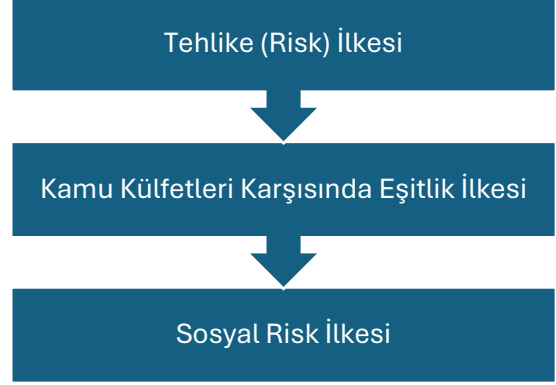 Tehlike (Risk) İlkesi
Kamu Külfetleri Karşısında Eşitlik İlkesi
Sosyal Risk İlkesi